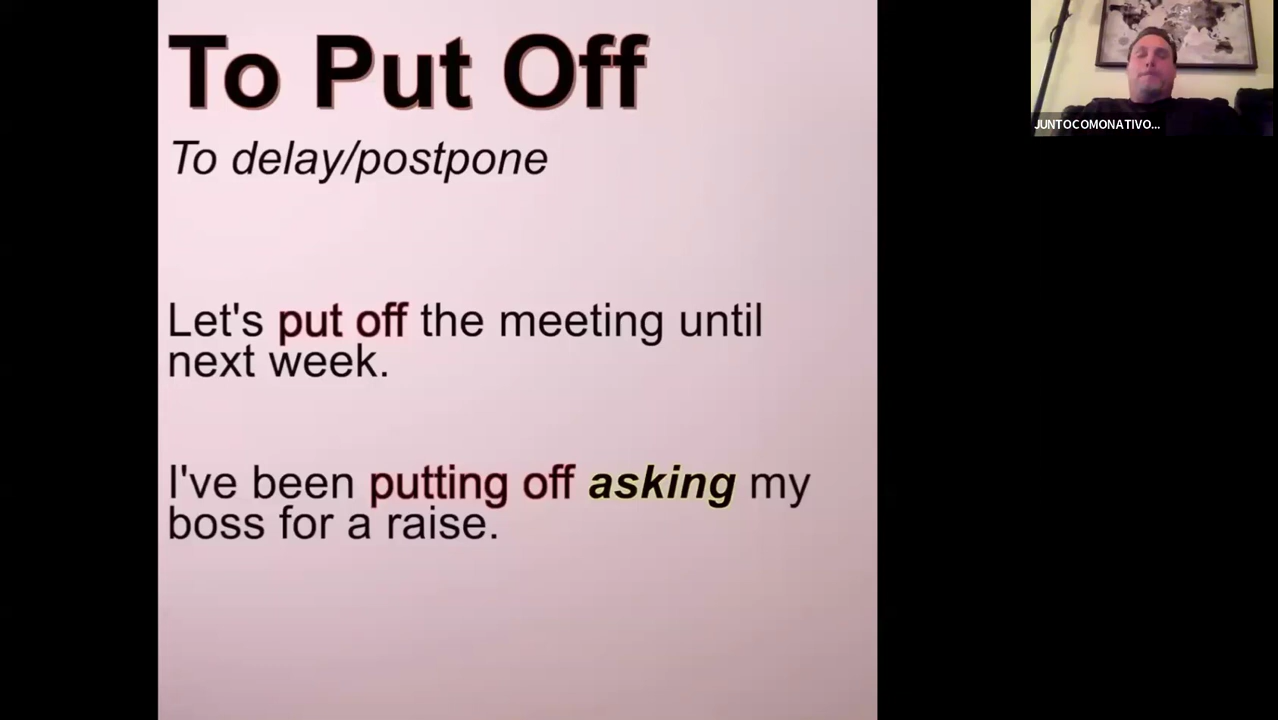 To Put Off
To delay/postpone
Let's put off the meeting until
next week.
I've been putting off asking my
boss for a raise.
JUNTOCOMONATIVO...